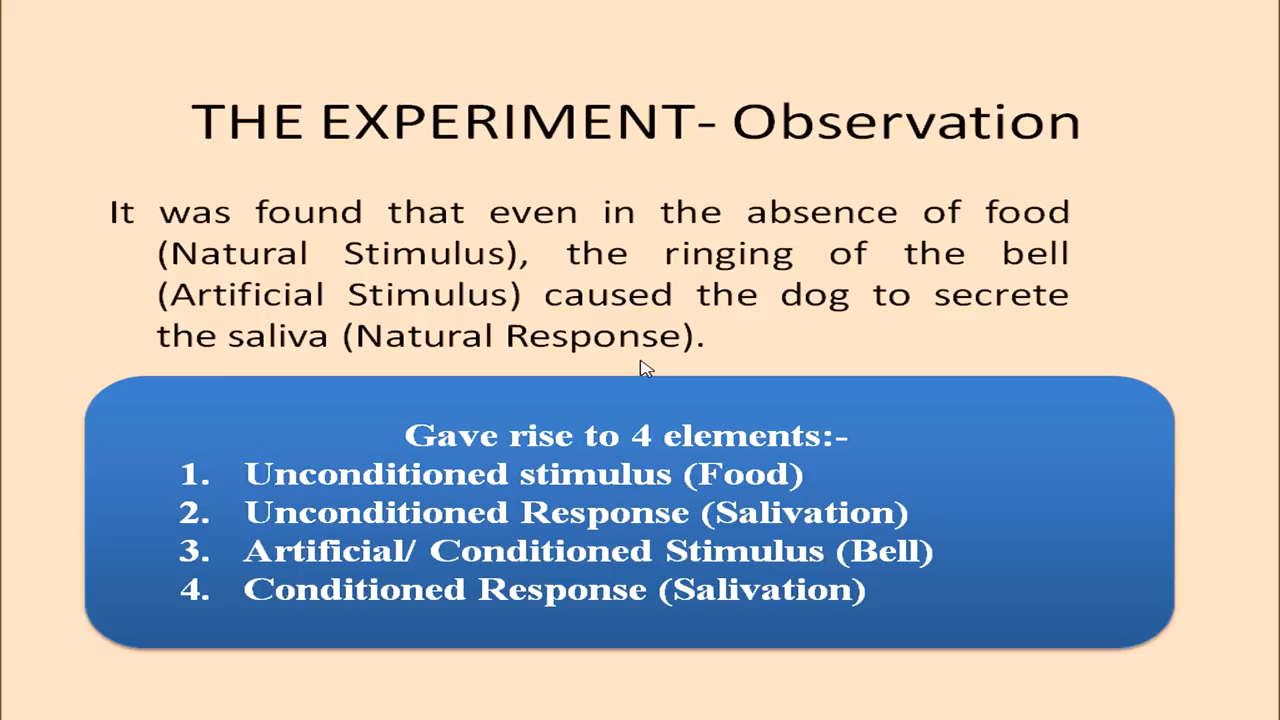 THE EXPERIMENT- Observation
It was found that even in the absence of food
(Natural Stimulus), the ringing of the bell
(Artificial Stimulus) caused the dog to secrete
the saliva (Natural Response).
Gave rise to 4 elements:-
1. Unconditioned stimulus (Food)
2. Unconditioned Response (Salivation)
3. Artificial/ Conditioned Stimulus (Bell)
4. Conditioned Response (Salivation)